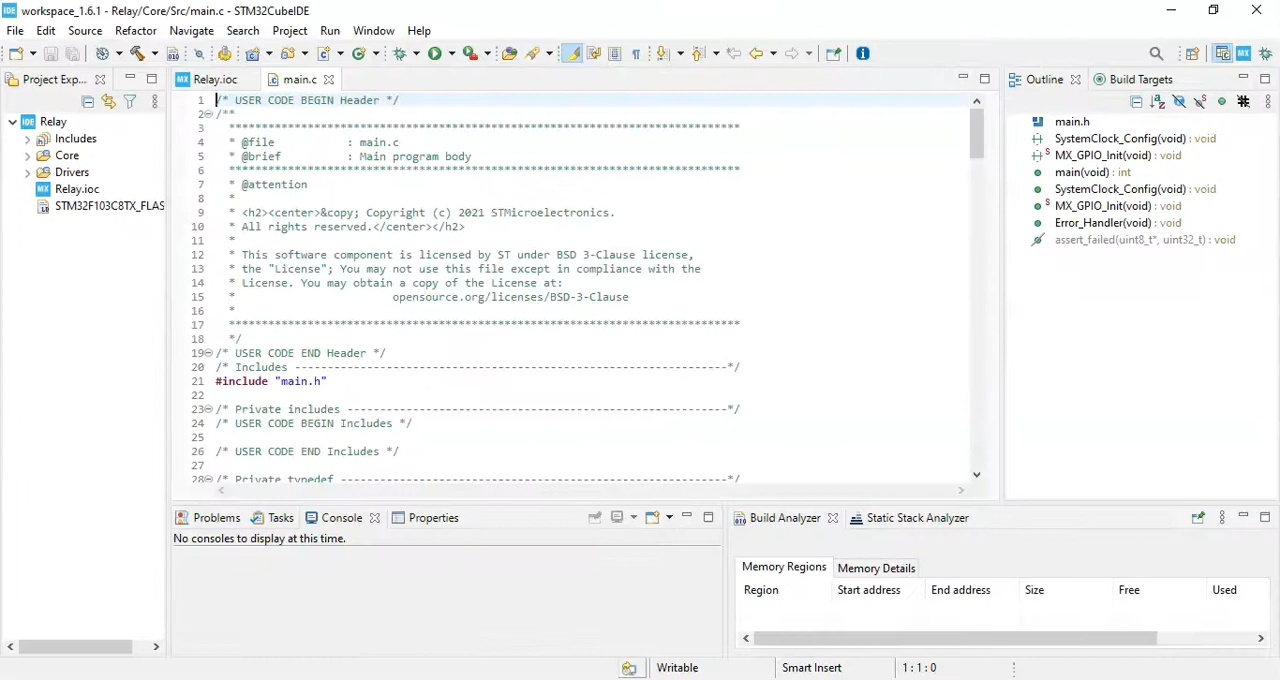 IDE workspace_1.6.1 - Relay/Core/Src/main.c - STM32CubeIDE
File Edit Source Refactor Navigate Search Project Run Window Help
Project Exp...
IDE Relay
Includes
Core
Drivers
MX Relay.ioc
STM32F103C8TX_FLAS
MX Relay.ioc
main.c
1 /* USER CODE BEGIN Header */
2 /**
3 ******************************************************************************
4 * @file : main.c
5 * @brief : Main program body
6 ******************************************************************************
7 * @attention
8 *
9 * <h2><center>&copy; Copyright (c) 2021 STMicroelectronics.
10 * All rights reserved.</center></h2>
11 *
12 * This software component is licensed by ST under BSD 3-Clause license,
13 * the "License"; You may not use this file except in compliance with the
14 * License. You may obtain a copy of the License at:
15 * opensource.org/licenses/BSD-3-Clause
16 *
17 ******************************************************************************
18 */
19 /* USER CODE END Header */
20 /* Includes ------------------------------------------------------------------*/
21 #include "main.h"
22
23 /* Private includes ----------------------------------------------------------*/
24 /* USER CODE BEGIN Includes */
25
26 /* USER CODE END Includes */
27
28 /* Private typedef -----------------------------------------------------------*/
Outline
Build Targets
main.h
SystemClock_Config(void) : void
MX_GPIO_Init(void) : void
main(void) : int
SystemClock_Config(void) : void
MX_GPIO_Init(void) : void
Error_Handler(void) : void
assert_failed(uint8_t*, uint32_t) : void
Problems Tasks Console Properties
No consoles to display at this time.
Build Analyzer Static Stack Analyzer
Memory Regions Memory Details
Region Start address End address Size Free Used
Writable Smart Insert 1 : 1 : 0